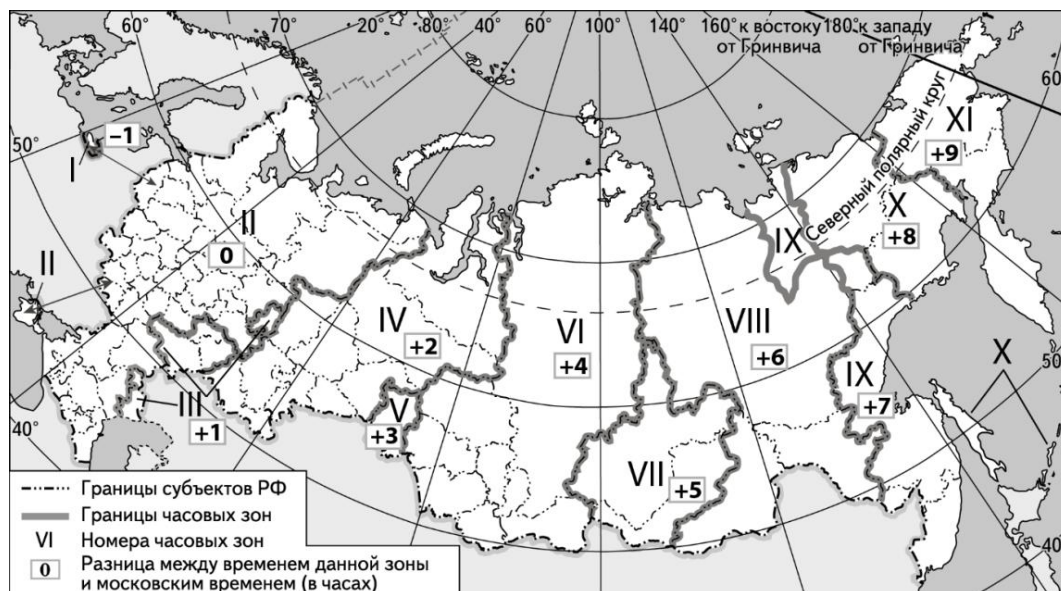 60°
70°
20°
80°
100°
140°
160° к востоку
от Гринвича
180° к западу
от Гринвича
60°
50°
–1
I
II
0
II
Северный полярный круг
XI
+9
X
+8
IX
IV
+2
VI
+4
VIII
+6
IX
+7
X
50°
V
+3
III
+1
40°
VII
+5
40°
Границы субъектов РФ
Границы часовых зон
VI Номера часовых зон
0 Разница между временем данной зоны
и московским временем (в часах)